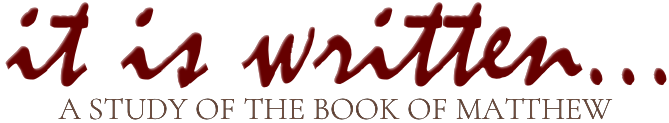 it is written...
A STUDY OF THE BOOK OF MATTHEW